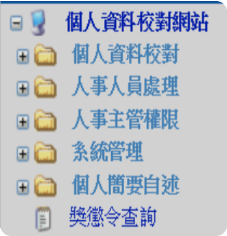 個人資料校對網站
個人資料校對
人事人員處理
人事主管權限
系統管理
個人簡要自述
獎懲令查詢